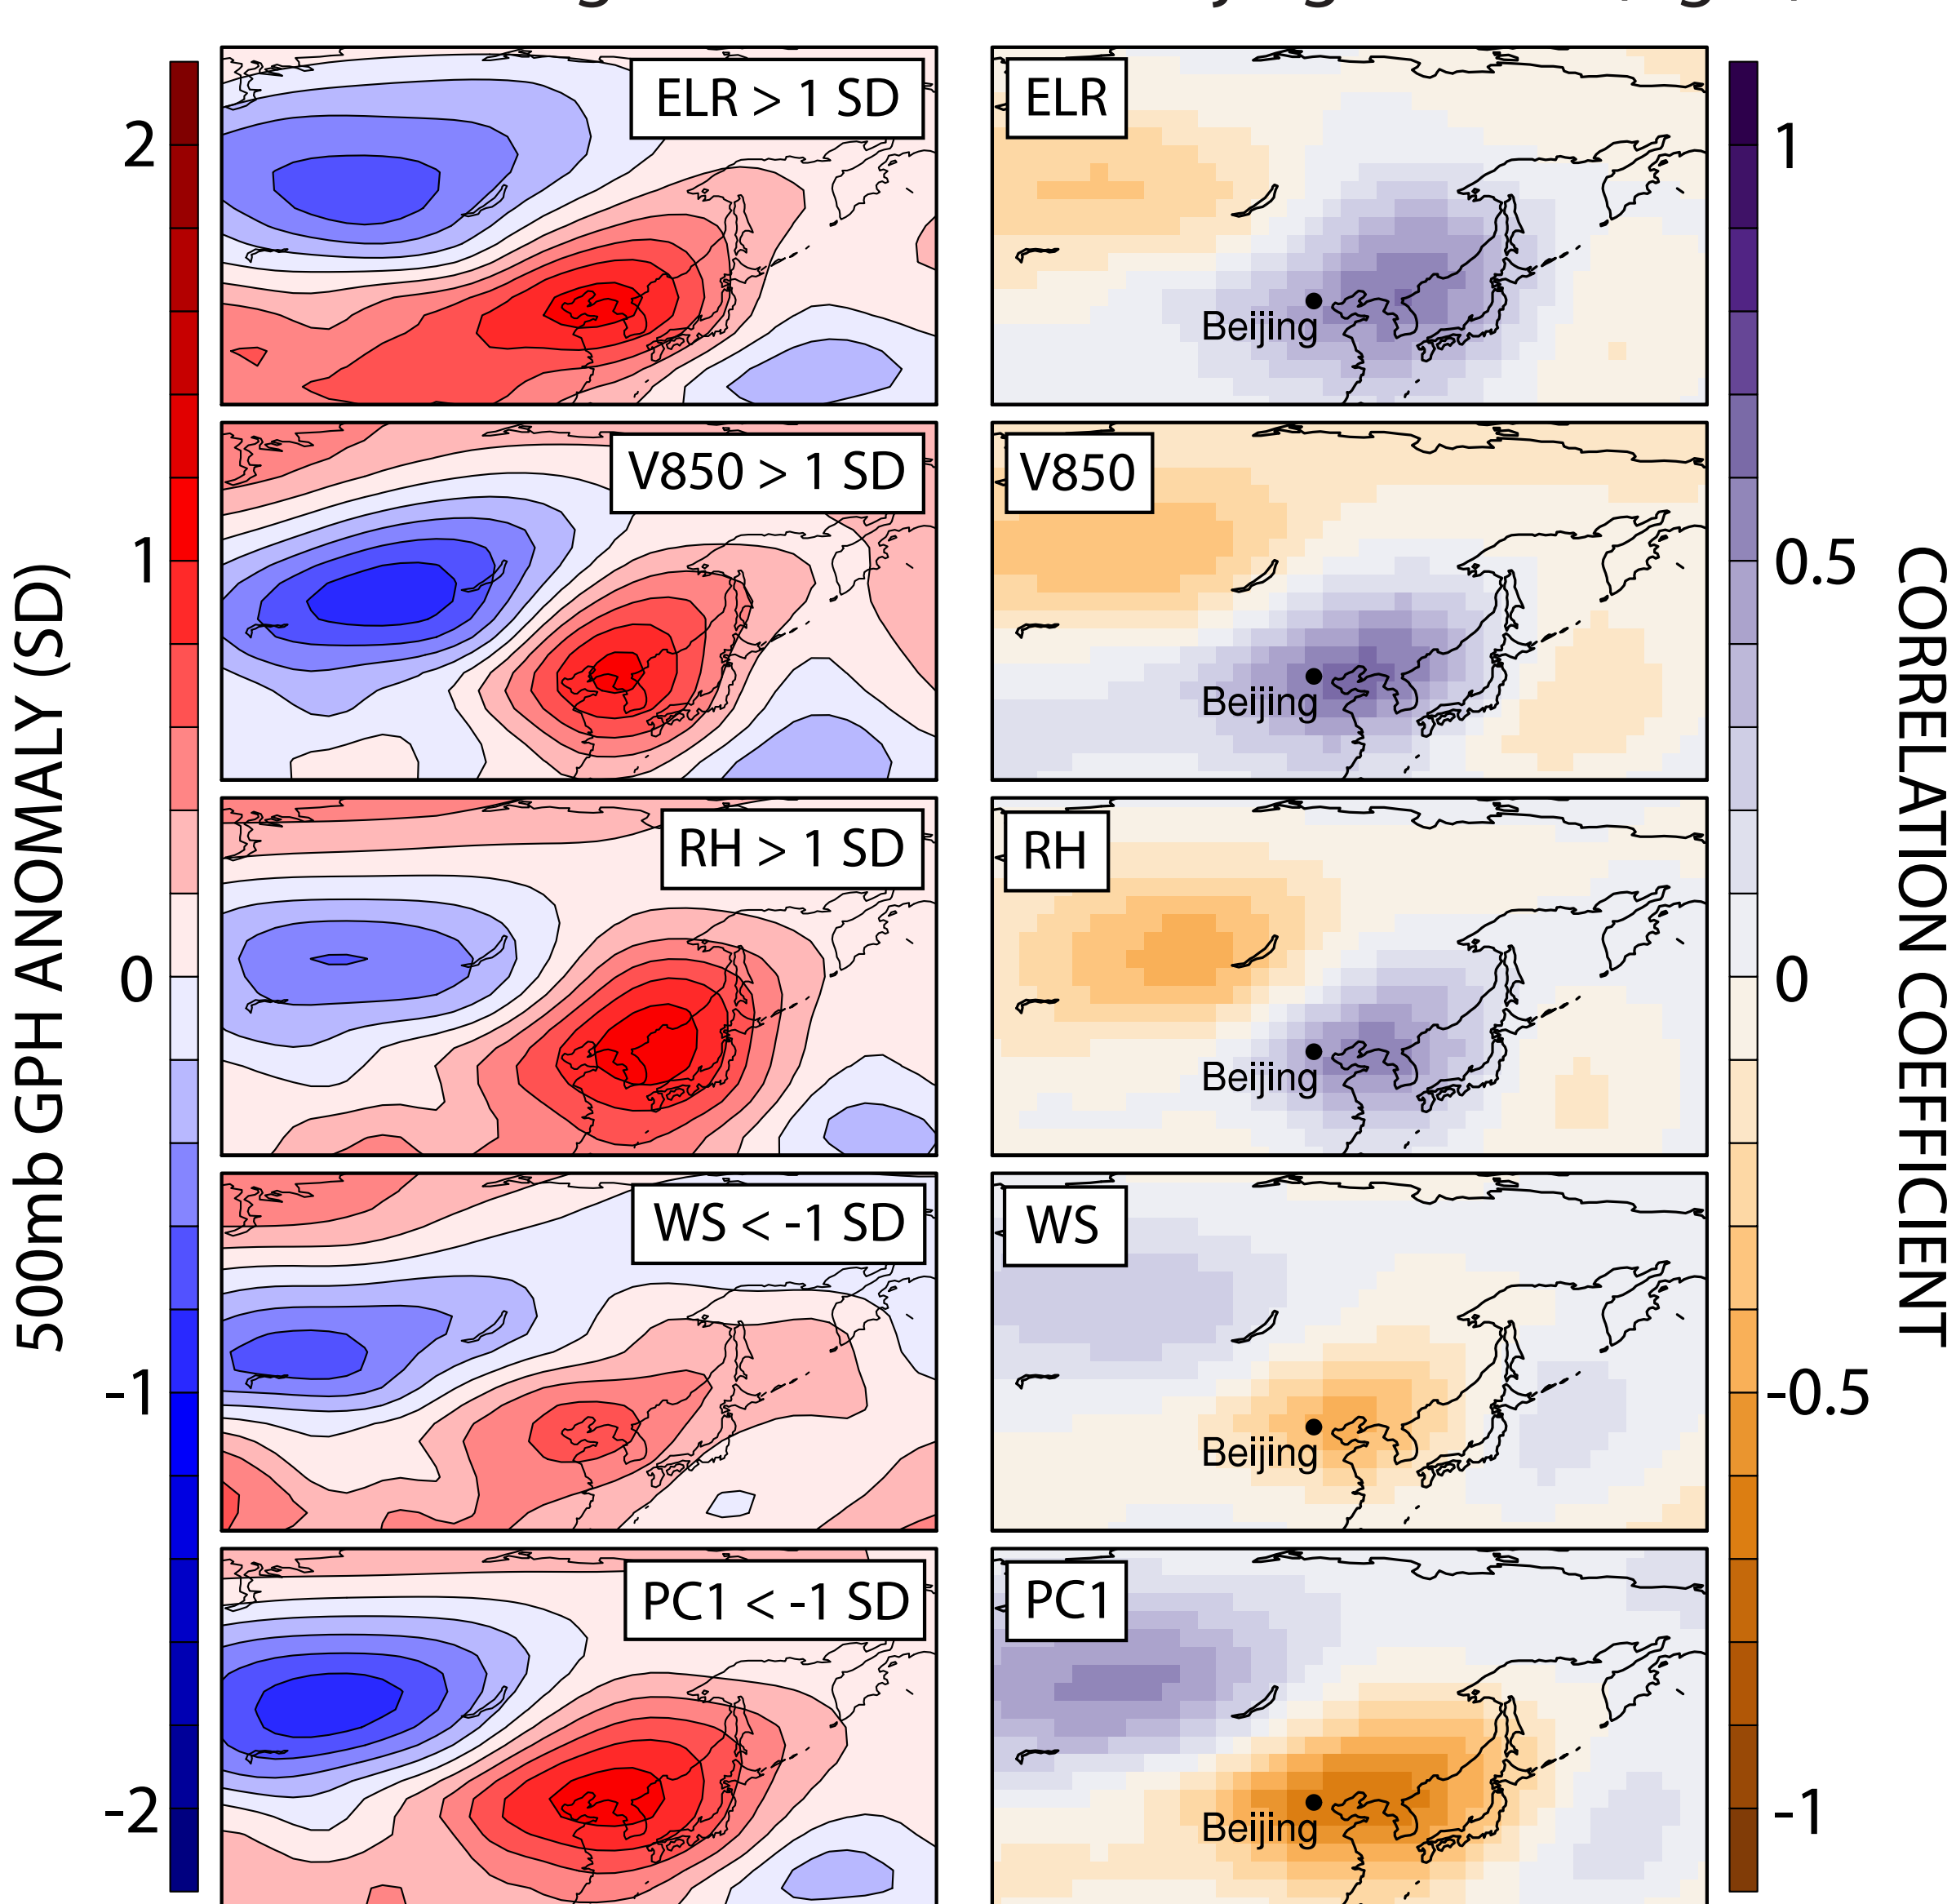 500mb GPH ANOMALY (SD)
2
1
0
-1
-2
ELR > 1 SD
V850 > 1 SD
RH > 1 SD
WS < -1 SD
PC1 < -1 SD
ELR
Beijing
V850
Beijing
RH
Beijing
WS
Beijing
PC1
Beijing
1
0.5
0
-0.5
-1
CORRELATION COEFFICIENT